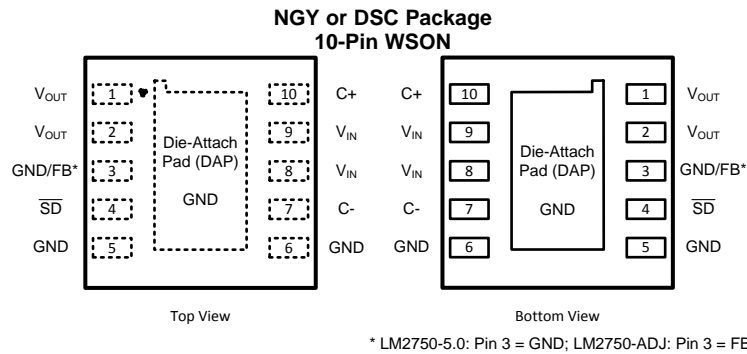 NGY or DSC Package
10-Pin WSON
VOUT 1 10 C+ C+ 10 1 VOUT
VOUT 2 9 VIN VIN 9 2 VOUT
Die-Attach Die-Attach
GND/FB* 3 Pad (DAP) 8 VIN VIN 8 Pad (DAP) 3 GND/FB*
SD 4 GND 7 C- C- 7 GND 4 SD
GND 5 6 GND GND 6 5 GND
Top View Bottom View
* LM2750-5.0: Pin 3 = GND; LM2750-ADJ: Pin 3 = FB